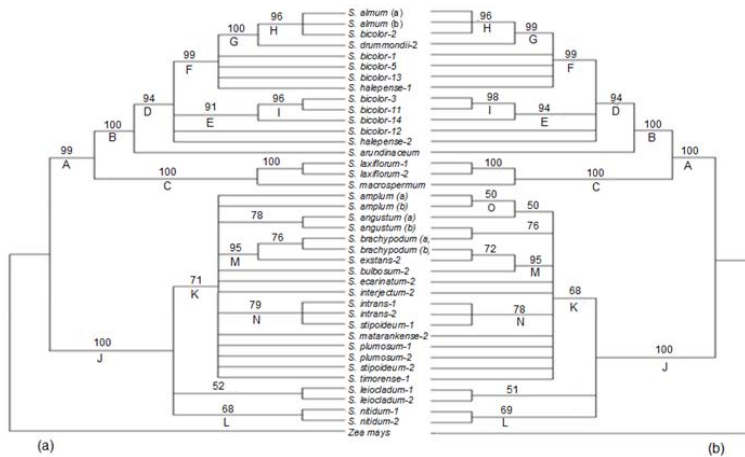 96
H
100
G
99
F
94
D
91
E
96
I
100
B
99
A
100
C
100
78
76
95
M
71
K
79
N
100
J
52
68
L
(a)
S. almum (a)
S. almum (b)
S. bicolor-2
S. drummondii-2
S. bicolor-1
S. bicolor-5
S. bicolor-13
S. halepense-1
S. bicolor-3
S. bicolor-11
S. bicolor-14
S. bicolor-12
S. halepense-2
S. arundinaceum
S. laxiflorum-1
S. laxiflorum-2
S. macrospermum
S. amplum (a)
S. amplum (b)
S. angustum (a)
S. angustum (b)
S. brachypodum (a,
S. brachypodum (b,
S. exstans-2
S. bulbosum-2
S. ecarinatum-2
S. interjectum-2
S. intrans-1
S. intrans-2
S. stipoideum-1
S. matarankense-2
S. plumosum-1
S. plumosum-2
S. stipoideum-2
S. timorense-1
S. leiocladum-1
S. leiocladum-2
S. nitidum-1
S. nitidum-2
Zea mays
96
H
99
G
99
F
98
I
94
E
94
D
100
B
100
A
100
100
C
50
O
50
76
72
95
M
78
N
68
K
100
J
51
69
L
(b)